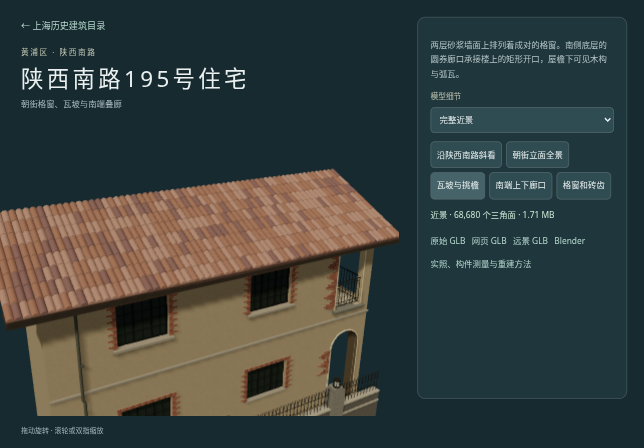 ← 上海历史建筑目录
黄浦区 · 陕西南路
陕西南路195号住宅
朝街格窗、瓦坡与南端叠廊
两层砂浆墙面上排列着成对的格窗。南侧底层的
圆券廊口承接楼上的矩形开口，屋檐下可见木构
与弧瓦。
模型细节
完整近景
沿陕西南路斜看
朝街立面全景
瓦坡与挑檐
南端上下廊口
格窗和砖齿
近景 · 68,680 个三角面 · 1.71 MB
原始 GLB 网页 GLB 远景 GLB Blender
实照、构件测量与重建方法
拖动旋转 · 滚轮或双指缩放